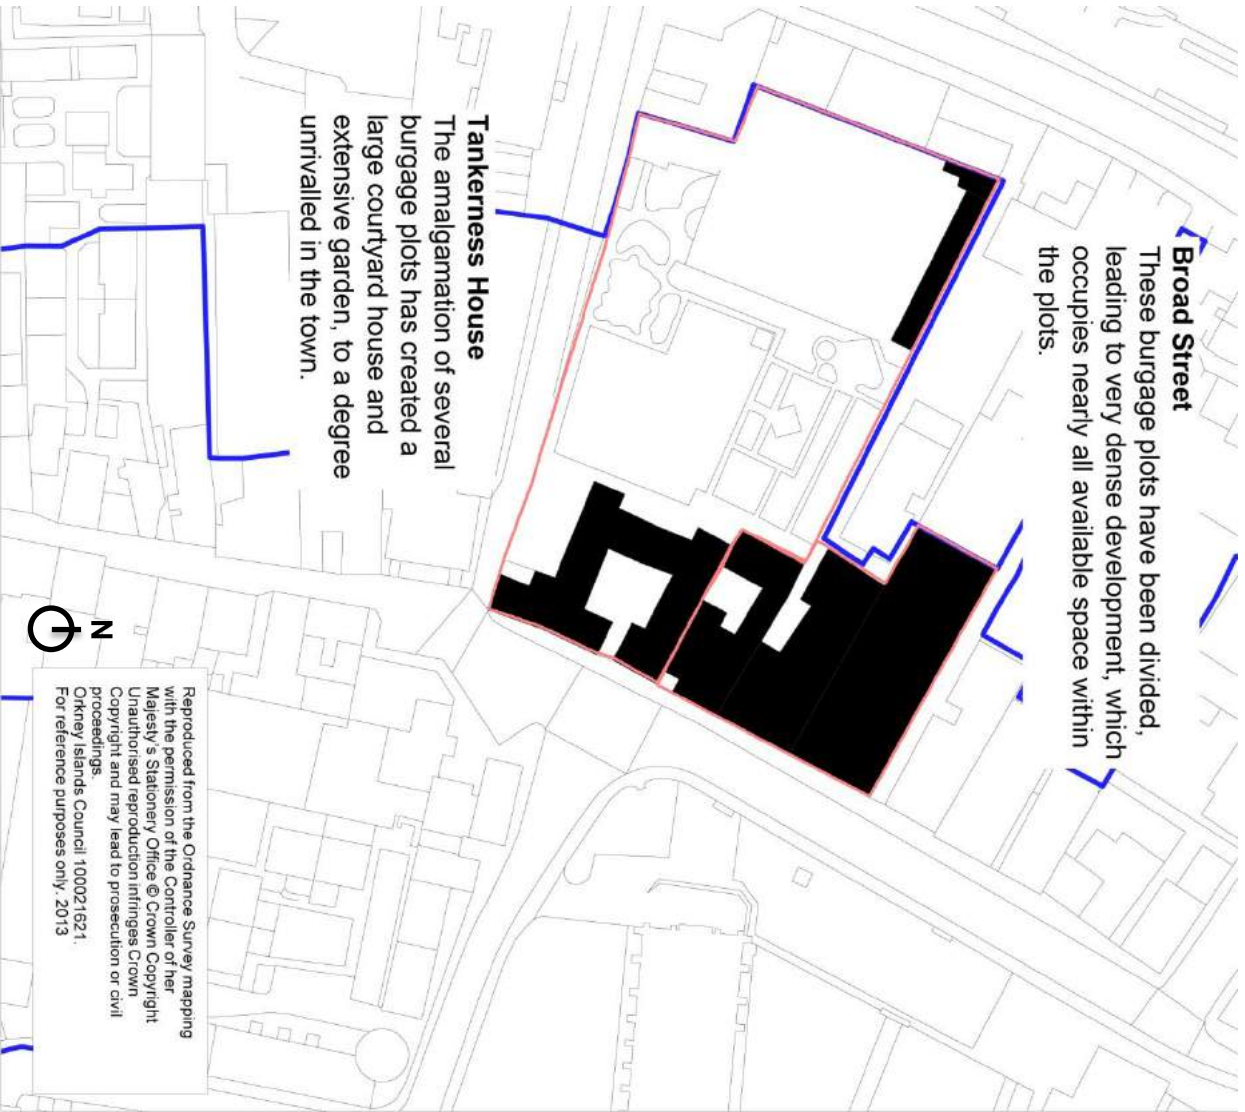 Broad Street
These burgage plots have been divided,
leading to very dense development, which
occupies nearly all available space within
the plots.
Tankerness House
The amalgamation of several
burgage plots has created a
large courtyard house and
extensive garden, to a degree
unrivalled in the town.
N
Reproduced from the Ordnance Survey mapping
with the permission of the Controller of her
Majesty's Stationery Office © Crown Copyright
Unauthorised reproduction infringes Crown
Copyright and may lead to prosecution or civil
proceedings.
Orkney Islands Council 100021621.
For reference purposes only. 2013